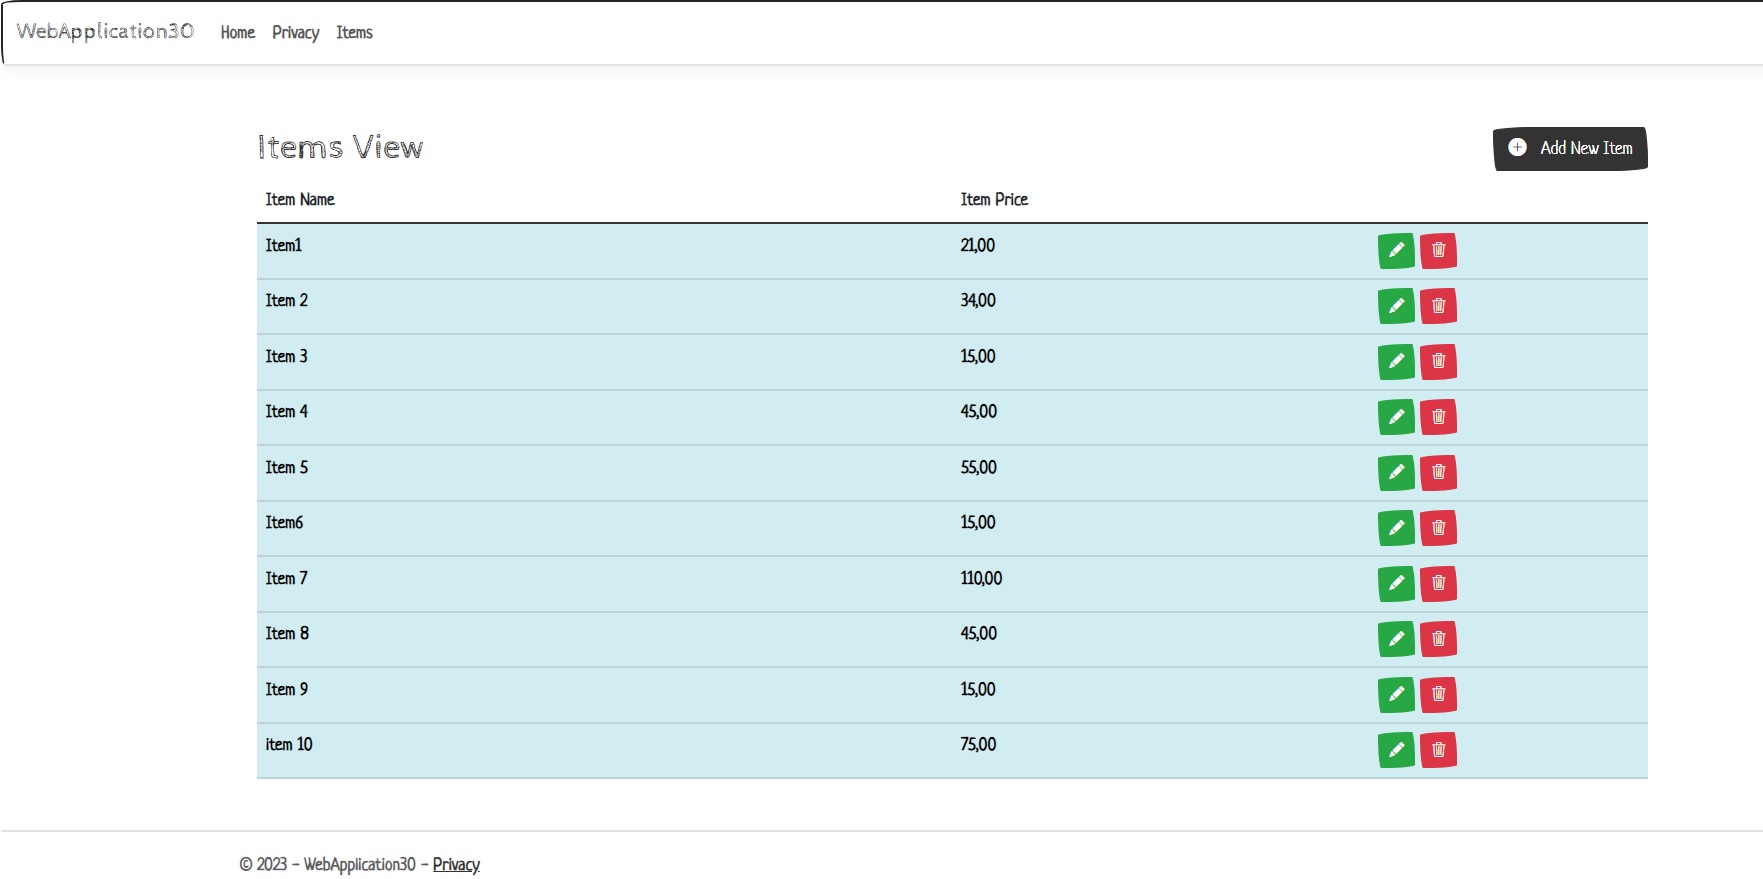 WebApplication30 Home Privacy Items
Items View
Add New Item
Item Name Item Price
Item1 21,00
Item 2 34,00
Item 3 15,00
Item 4 45,00
Item 5 55,00
Item6 15,00
Item 7 110,00
Item 8 45,00
Item 9 15,00
item 10 75,00
© 2023 - WebApplication30 - Privacy